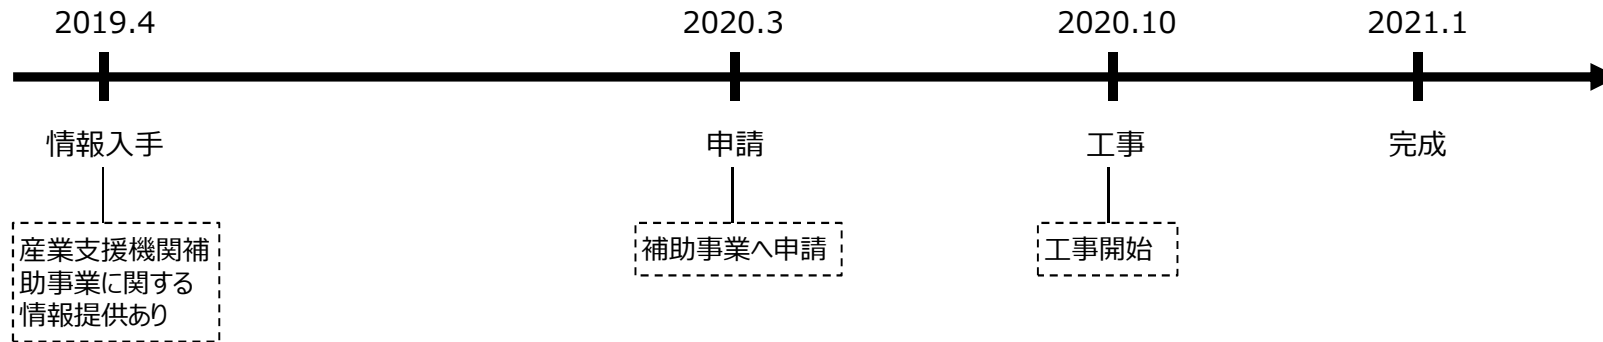 2019.4
2020.3
2020.10
2021.1
情報入手
申請
工事
完成
産業支援機関補
助事業に関する
情報提供あり
補助事業へ申請
工事開始